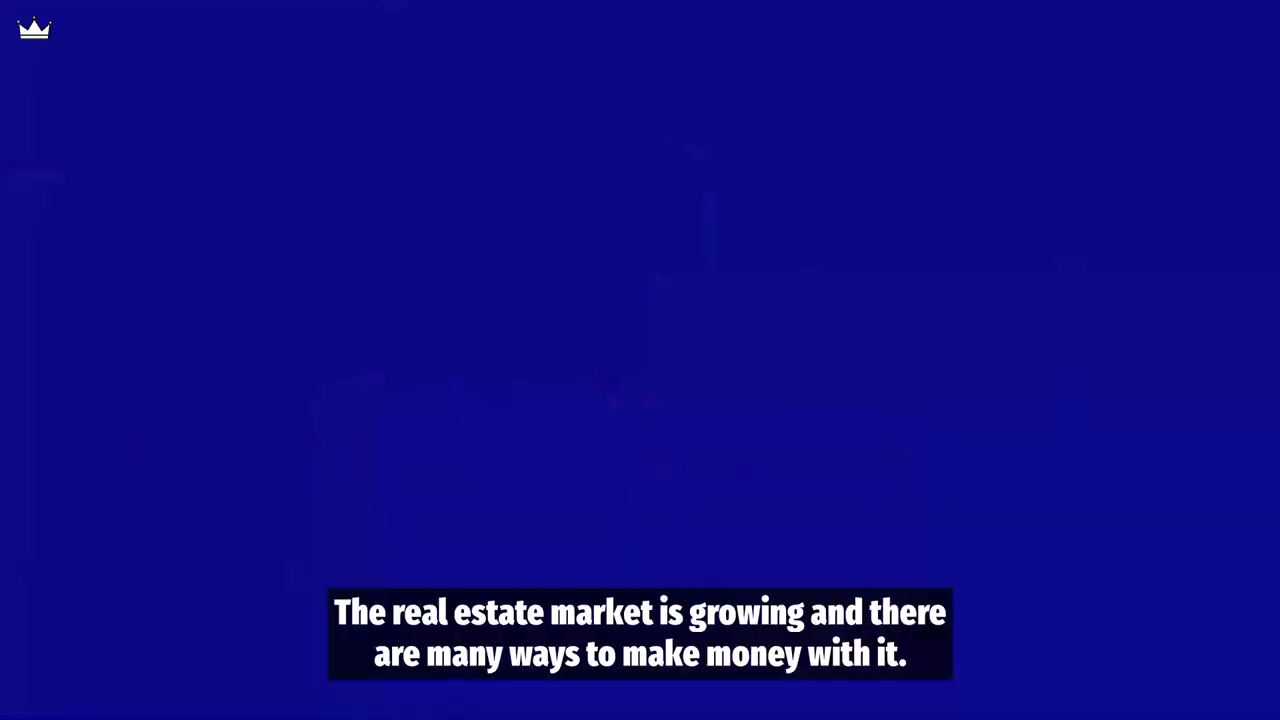 The real estate market is growing and there
are many ways to make money with it.